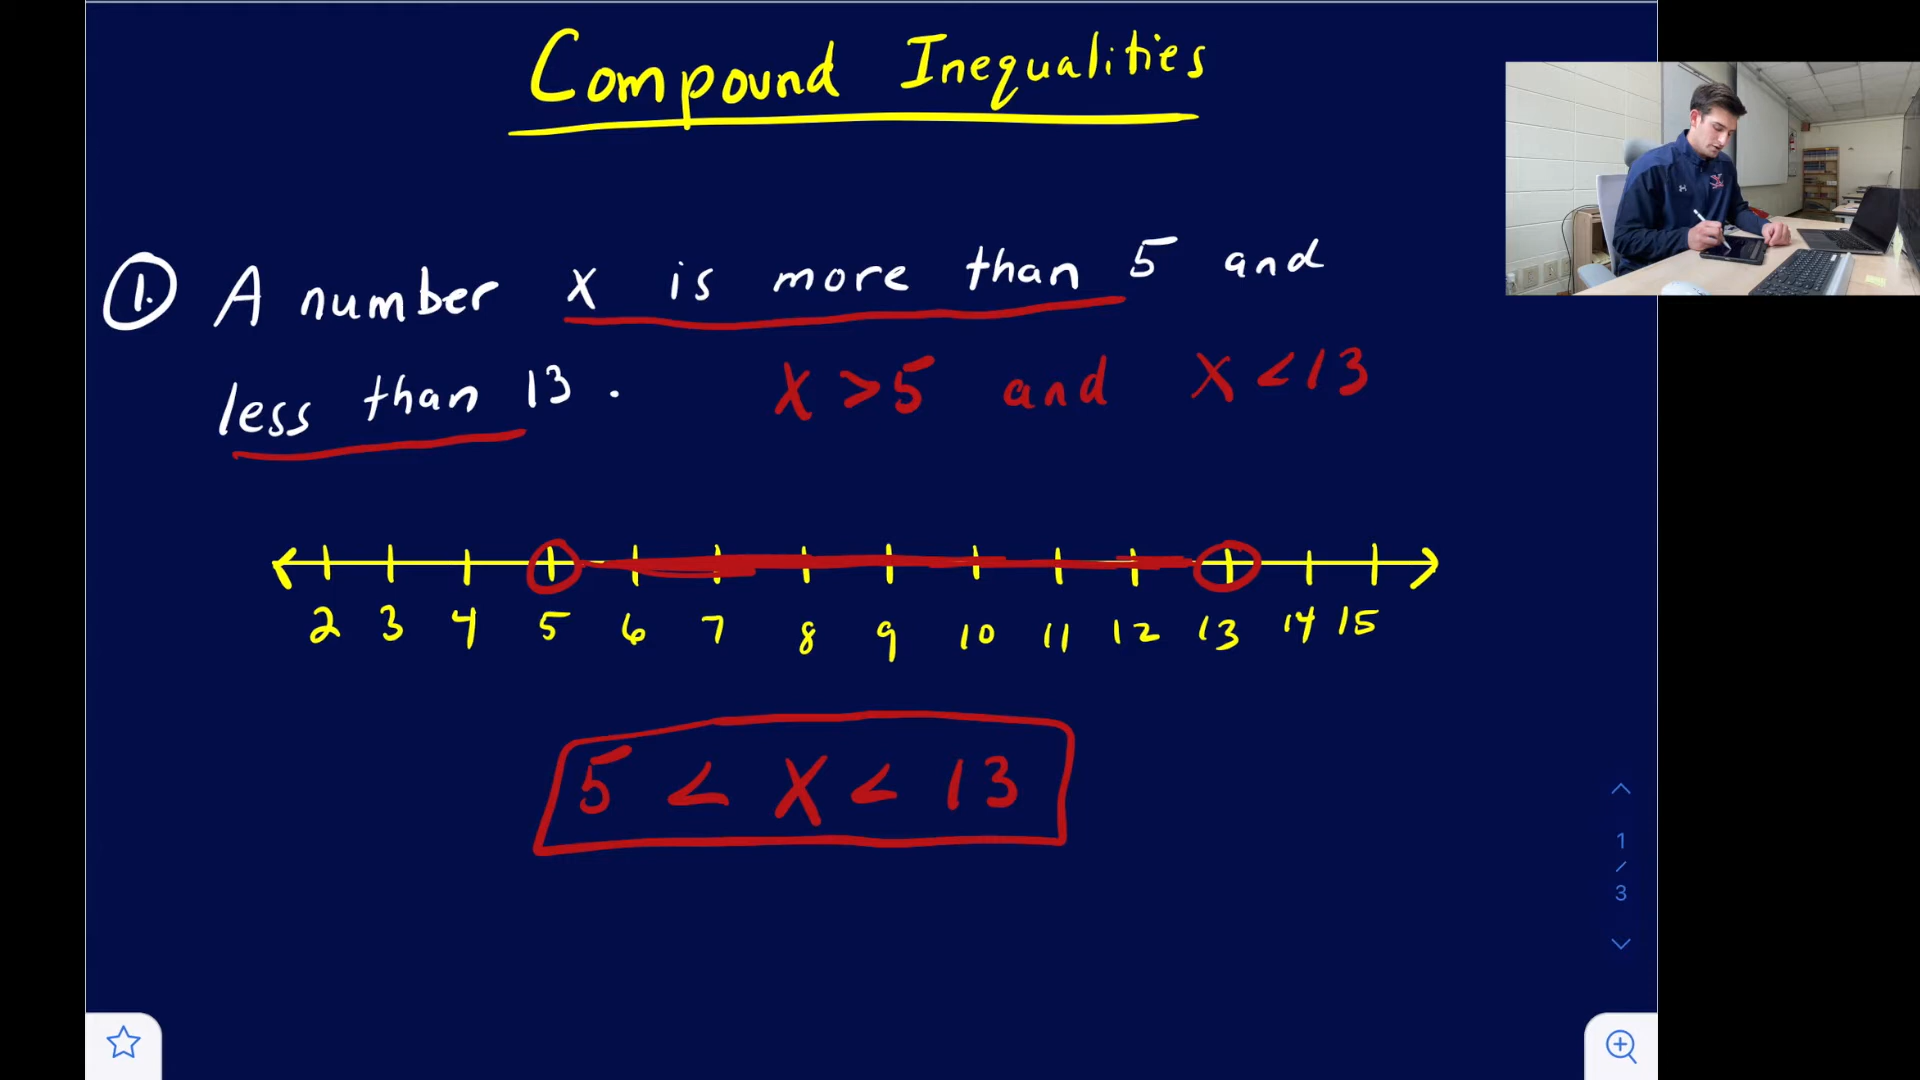 Compound Inequalities
1. A number x is more than 5 and
less than 13.
x > 5 and x < 13
2 3 4 5 6 7 8 9 10 11 12 13 14 15
5 < x < 13
1
/
3